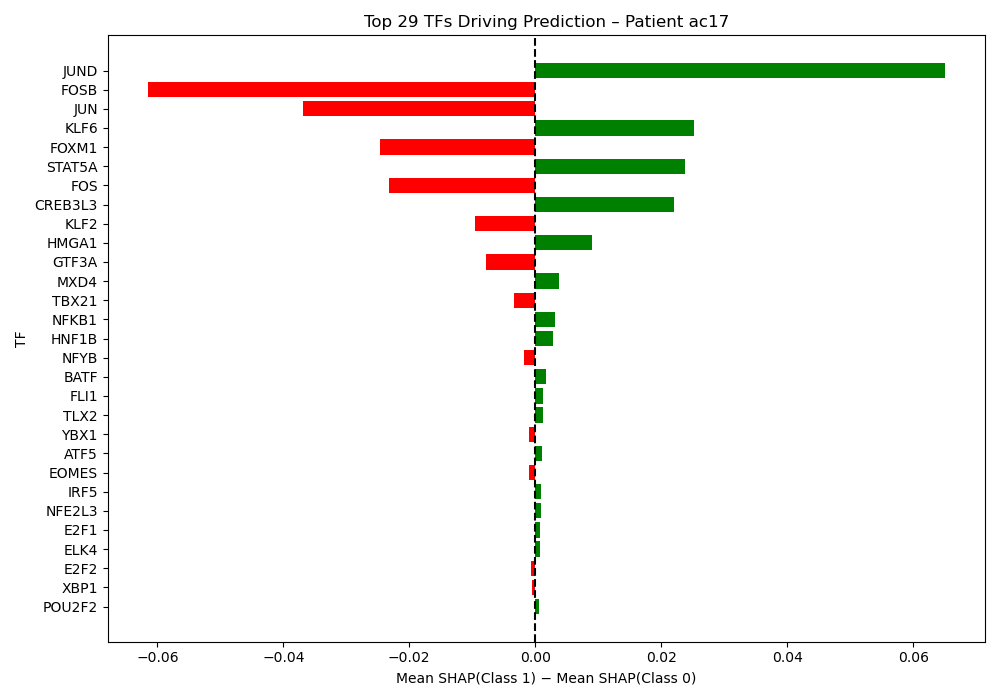 Top 29 TFs Driving Prediction – Patient ac17
TF
JUND
FOSB
JUN
KLF6
FOXM1
STAT5A
FOS
CREB3L3
KLF2
HMGA1
GTF3A
MXD4
TBX21
NFKB1
HNF1B
NFYB
BATF
FLI1
TLX2
YBX1
ATF5
EOMES
IRF5
NFE2L3
E2F1
ELK4
E2F2
XBP1
POU2F2
−0.06 −0.04 −0.02 0.00 0.02 0.04 0.06
Mean SHAP(Class 1) − Mean SHAP(Class 0)